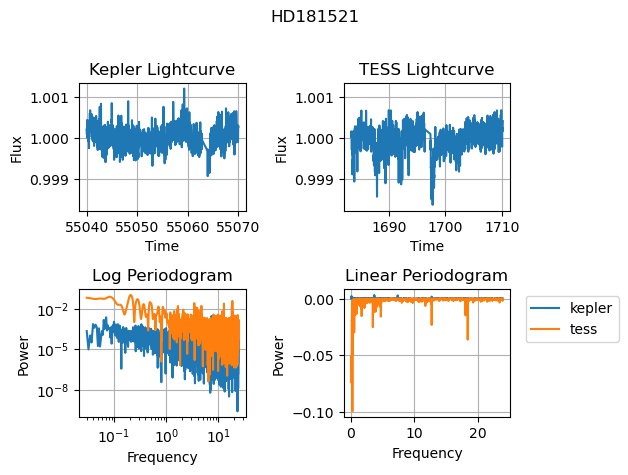 HD181521
Kepler Lightcurve
TESS Lightcurve
Flux
1.001
1.000
0.999
55040 55050 55060 55070
Time
Flux
1.001
1.000
0.999
1690 1700 1710
Time
Log Periodogram
Linear Periodogram
Power
10⁻²
10⁻⁵
10⁻⁸
10⁻¹ 10⁰ 10¹
Frequency
Power
0.00
−0.05
−0.10
0 20
Frequency
kepler
tess